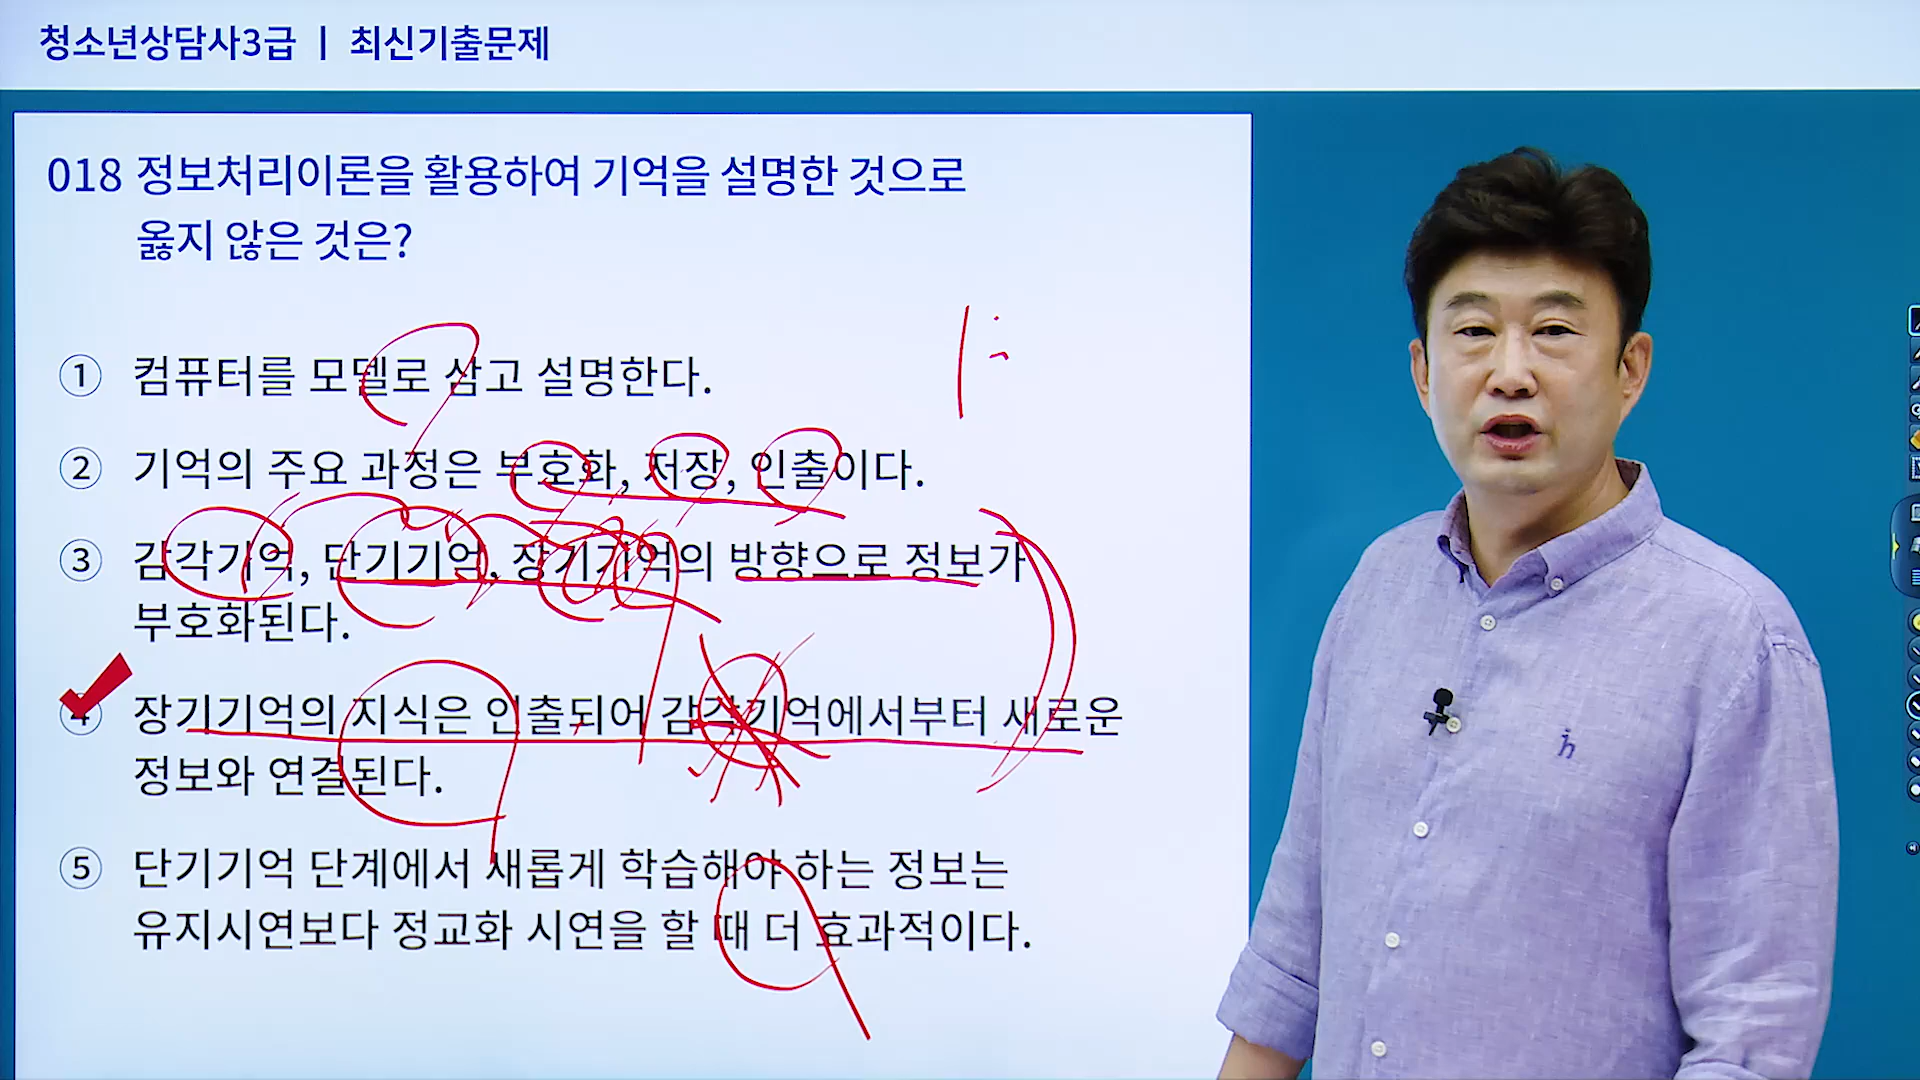 청소년상담사3급 | 최신기출문제
018 정보처리이론을 활용하여 기억을 설명한 것으로
옳지 않은 것은?
① 컴퓨터를 모델로 삼고 설명한다.
② 기억의 주요 과정은 부호화, 저장, 인출이다.
③ 감각기억, 단기기억, 장기기억의 방향으로 정보가
부호화된다.
④ 장기기억의 지식은 인출되어 감각기억에서부터 새로운
정보와 연결된다.
⑤ 단기기억 단계에서 새롭게 학습해야 하는 정보는
유지시연보다 정교화 시연을 할 때 더 효과적이다.
h